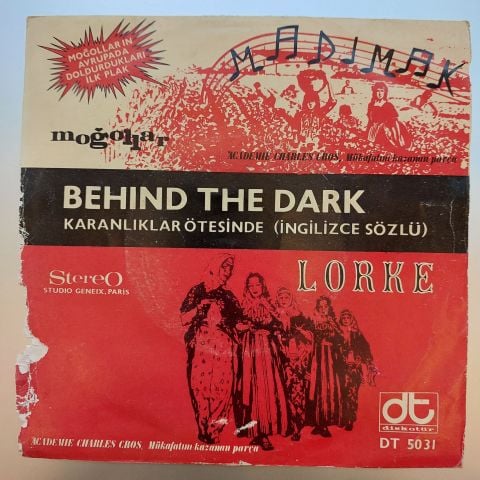 MOĞOLLAR'IN
AVRUPADA
DOLDURDUKLARI
İLK PLAK
MADIMAK
moğollar
ACADEMIE CHARLES CROS, Mükafatını kazanan parça
BEHIND THE DARK
KARANLIKLAR ÖTESİNDE (İNGİLİZCE SÖZLÜ)
Stereo
STUDIO GENEIX, PARIS
LORKE
dt
diskotür
DT 5031
ACADEMIE CHARLES CROS, Mükafatını kazanan parça